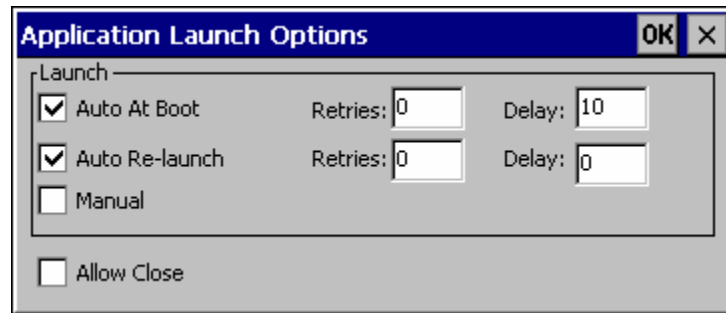 Application Launch Options OK ×
Launch
Auto At Boot Retries: 0 Delay: 10
Auto Re-launch Retries: 0 Delay: 0
Manual
Allow Close